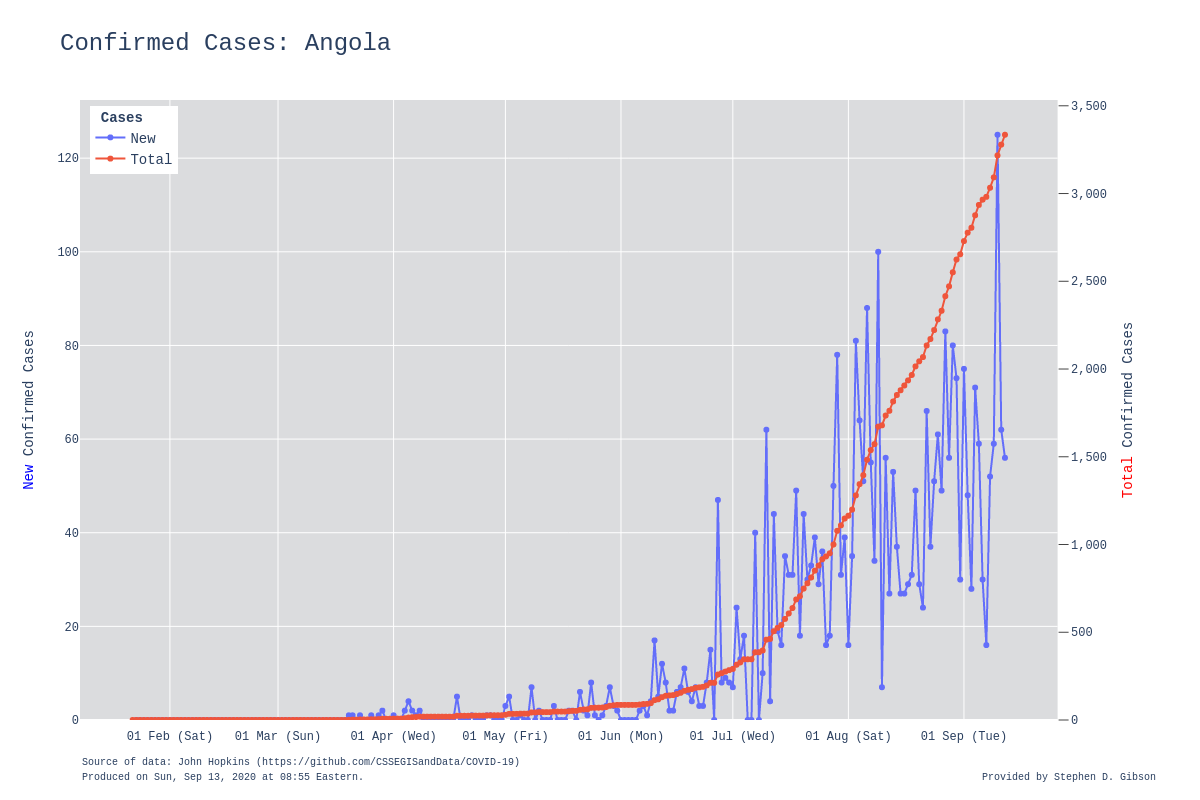 Confirmed Cases: Angola
Cases
New
Total
120
100
80
60
40
20
0
3,500
3,000
2,500
2,000
1,500
1,000
500
0
New Confirmed Cases
Total Confirmed Cases
01 Feb (Sat)
01 Mar (Sun)
01 Apr (Wed)
01 May (Fri)
01 Jun (Mon)
01 Jul (Wed)
01 Aug (Sat)
01 Sep (Tue)
Source of data: John Hopkins (https://github.com/CSSEGISandData/COVID-19)
Produced on Sun, Sep 13, 2020 at 08:55 Eastern.
Provided by Stephen D. Gibson